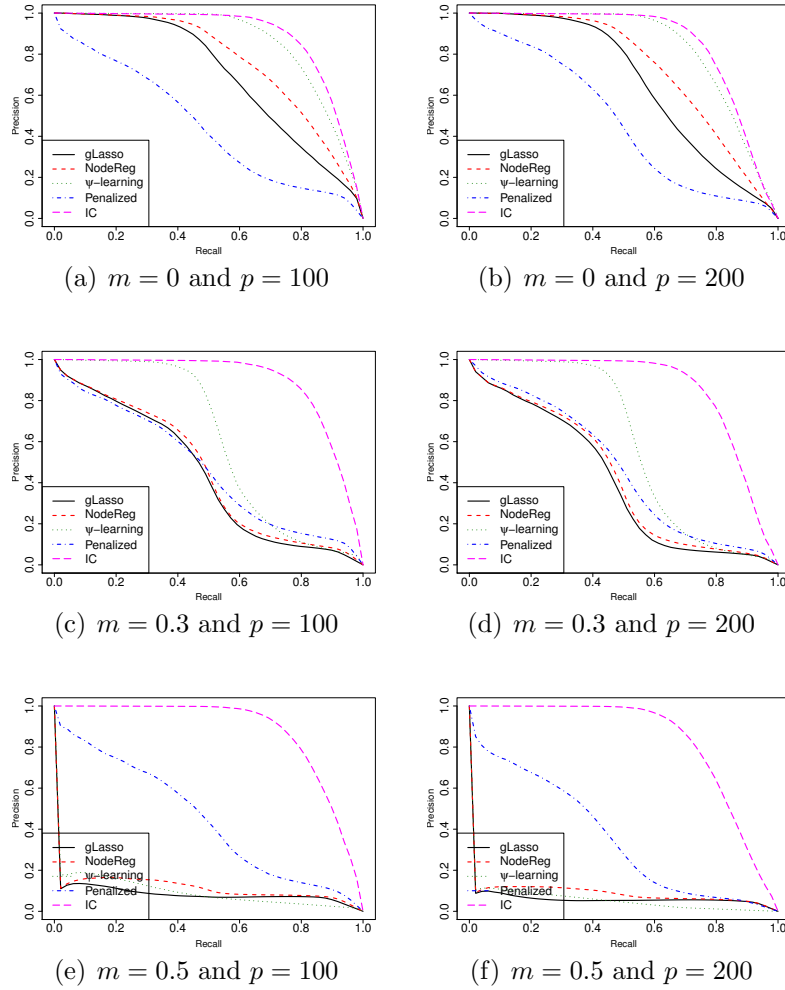 Precision
0.0 0.2 0.4 0.6 0.8 1.0
gLasso
NodeReg
ψ−learning
Penalized
IC
0.0 0.2 0.4 0.6 0.8 1.0
Recall
(a) m = 0 and p = 100
Precision
0.0 0.2 0.4 0.6 0.8 1.0
gLasso
NodeReg
ψ−learning
Penalized
IC
0.0 0.2 0.4 0.6 0.8 1.0
Recall
(b) m = 0 and p = 200
Precision
0.0 0.2 0.4 0.6 0.8 1.0
gLasso
NodeReg
ψ−learning
Penalized
IC
0.0 0.2 0.4 0.6 0.8 1.0
Recall
(c) m = 0.3 and p = 100
Precision
0.0 0.2 0.4 0.6 0.8 1.0
gLasso
NodeReg
ψ−learning
Penalized
IC
0.0 0.2 0.4 0.6 0.8 1.0
Recall
(d) m = 0.3 and p = 200
Precision
0.0 0.2 0.4 0.6 0.8 1.0
gLasso
NodeReg
ψ−learning
Penalized
IC
0.0 0.2 0.4 0.6 0.8 1.0
Recall
(e) m = 0.5 and p = 100
Precision
0.0 0.2 0.4 0.6 0.8 1.0
gLasso
NodeReg
ψ−learning
Penalized
IC
0.0 0.2 0.4 0.6 0.8 1.0
Recall
(f) m = 0.5 and p = 200